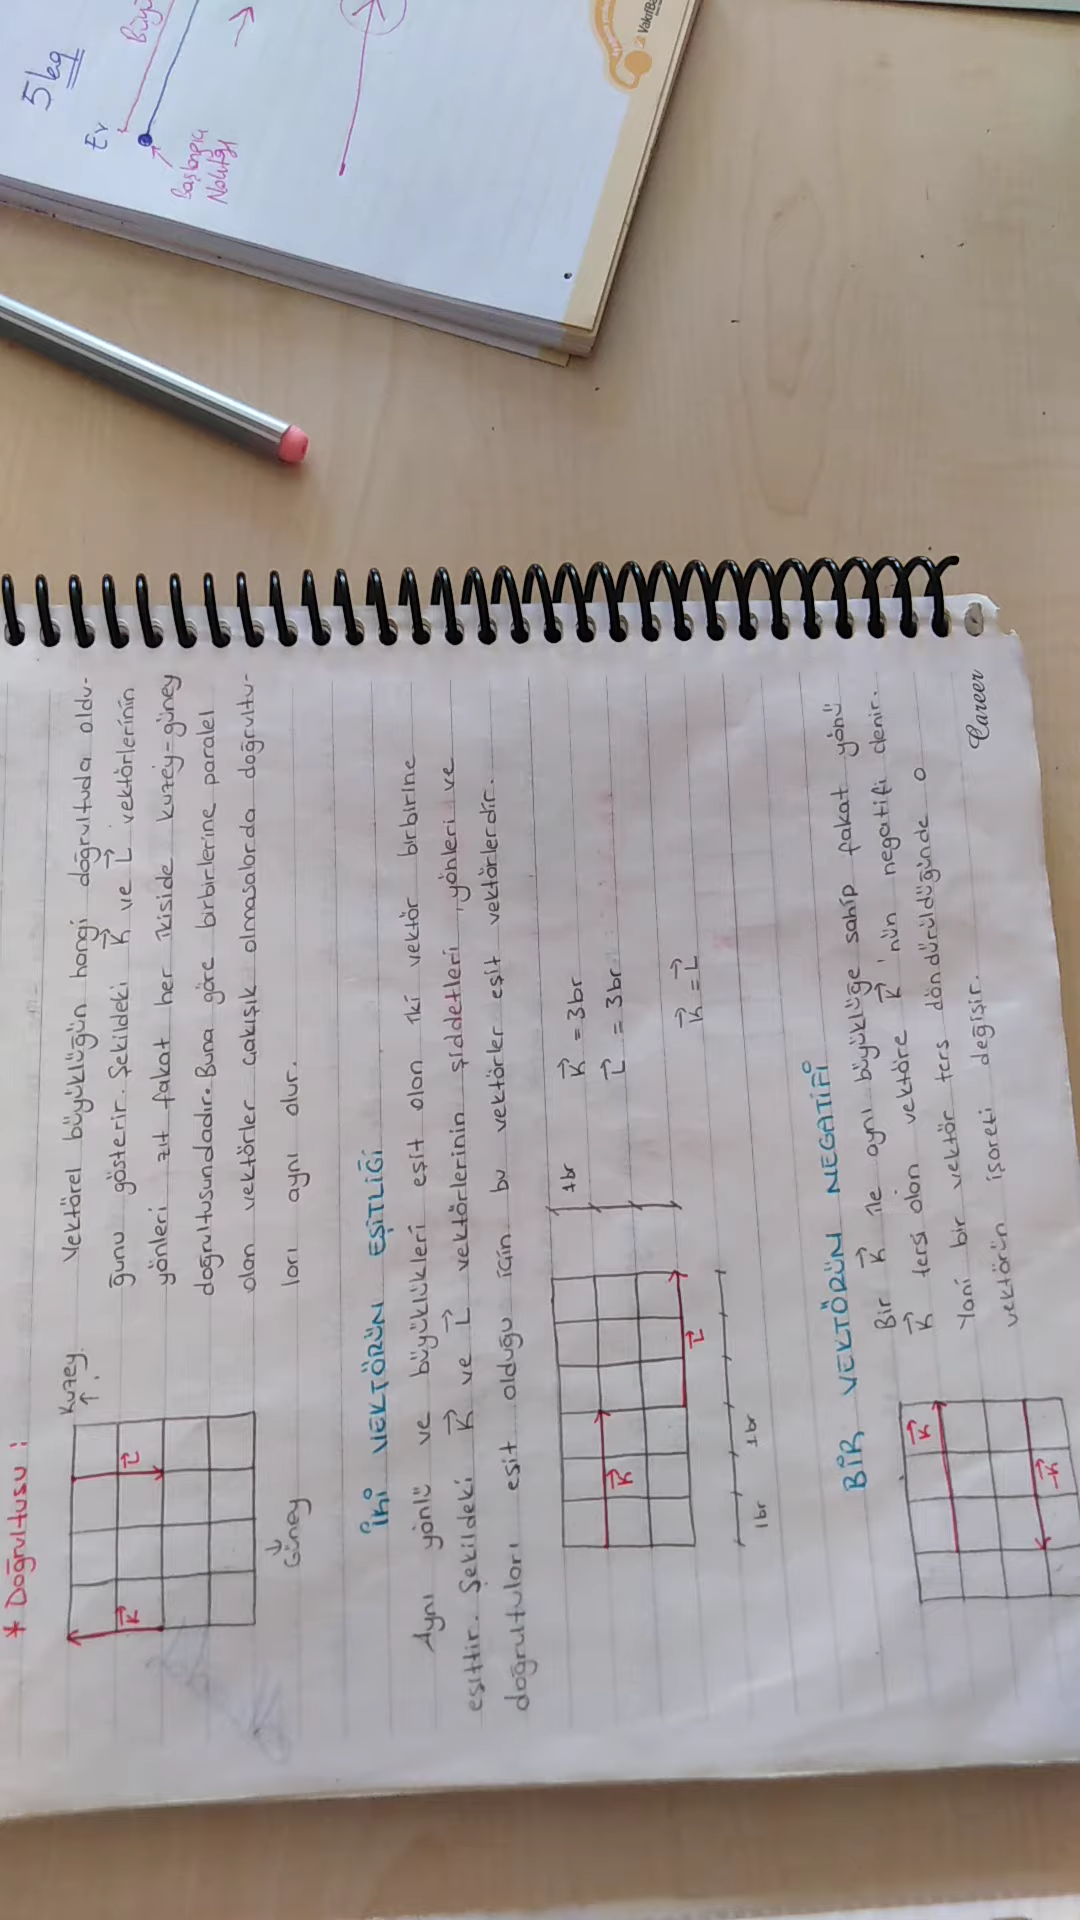 5kg
Ev
Büyü
Başlangıç
Noktası
VakıfBa
* Doğrultusu :
Kuzey
K
L
Güney
Vektörel büyüklüğün hangi doğrultuda oldu-
ğunu gösterir. Şekildeki K ve L vektörlerinin
yönleri zıt fakat her ikiside kuzey-güney
doğrultusundadır. Buna göre birbirlerine paralel
olan vektörler çakışık olmasalarda doğrultu-
ları aynı olur.
İKİ VEKTÖRÜN EŞİTLİĞİ
Aynı yönlü ve büyüklükleri eşit olan iki vektör birbirine
eşittir. Şekildeki K ve L vektörlerinin şiddetleri, yönleri ve
doğrultuları eşit olduğu için bu vektörler eşit vektörlerdir.
K
L
1br
1br
1br
K = 3br
L = 3br
K = L
BİR VEKTÖRÜN NEGATİFİ
K
-K
Bir K ile aynı büyüklüğe sahip fakat yönü
K ters olan vektöre K'nün negatifi denir.
Yani bir vektör ters döndürüldüğünde o
vektörün işareti değişir.
Career